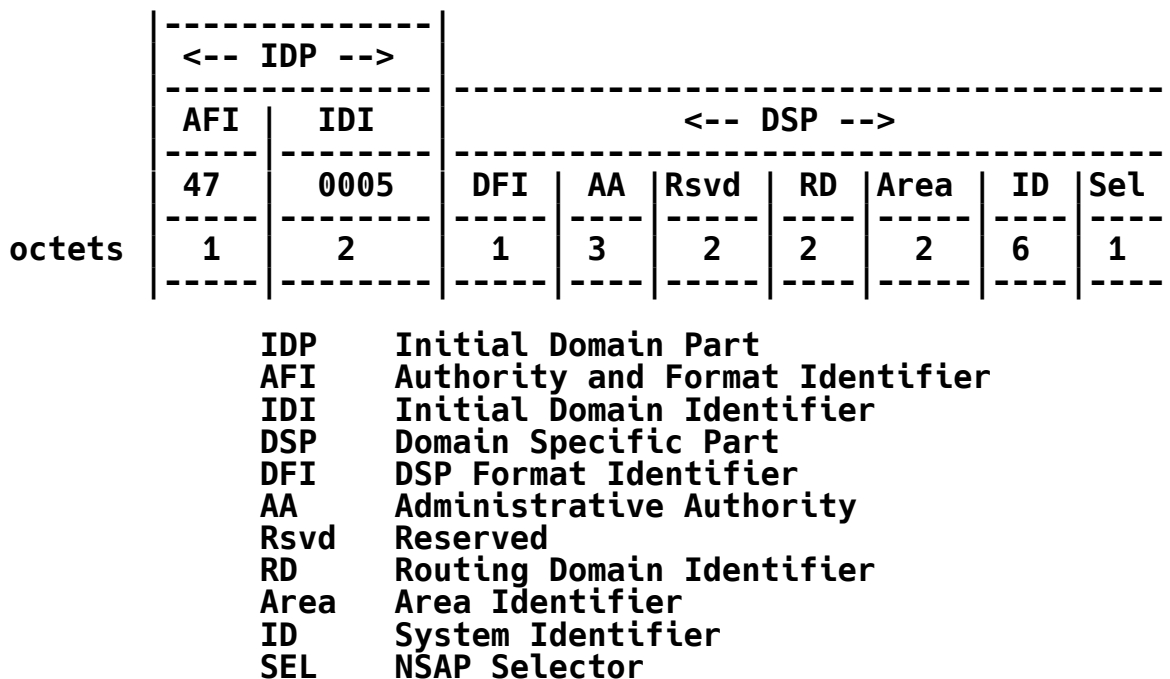 |--------------|
| <-- IDP --> |
|--------------|-------------------------------------
| AFI | IDI | <-- DSP -->
|-----|--------|-------------------------------------
| 47 | 0005 | DFI | AA |Rsvd | RD |Area | ID |Sel
|-----|--------|-----|----|-----|----|-----|----|----
octets | 1 | 2 | 1 | 3 | 2 | 2 | 2 | 6 | 1
|-----|--------|-----|----|-----|----|-----|----|----
IDP Initial Domain Part
AFI Authority and Format Identifier
IDI Initial Domain Identifier
DSP Domain Specific Part
DFI DSP Format Identifier
AA Administrative Authority
Rsvd Reserved
RD Routing Domain Identifier
Area Area Identifier
ID System Identifier
SEL NSAP Selector